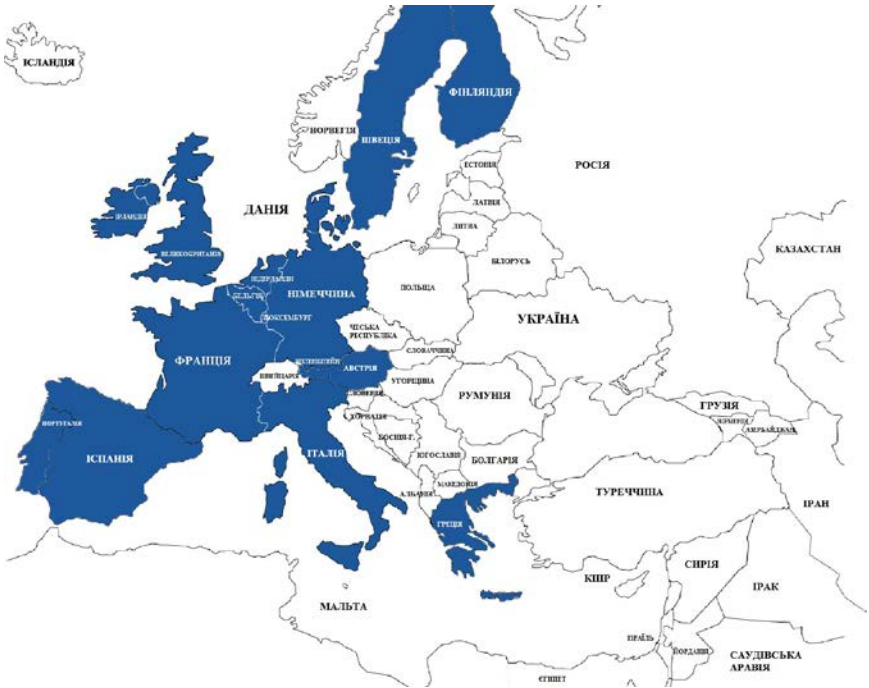 ІСЛАНДІЯ
ФІНЛЯНДІЯ
НОРВЕГІЯ
ШВЕЦІЯ
ЕСТОНІЯ
РОСІЯ
ЛАТВІЯ
ДАНІЯ
ІРЛАНДІЯ
ЛИТВА
КАЗАХСТАН
ВЕЛИКОБРИТАНІЯ
БІЛОРУСЬ
НІДЕРЛАНДИ
ПОЛЬЩА
БЕЛЬГІЯ
НІМЕЧЧИНА
ЛЮКСЕМБУРГ
УКРАЇНА
ЧЕСЬКА
РЕСПУБЛІКА
СЛОВАЧЧИНА
ФРАНЦІЯ
ЛІХТЕНШТЕЙН
АВСТРІЯ
ШВЕЙЦАРІЯ
УГОРЩИНА
СЛОВЕНІЯ
РУМУНІЯ
ГРУЗІЯ
ХОРВАТІЯ
ПОРТУГАЛІЯ
ВІРМЕНІЯ
АЗЕРБАЙДЖАН
БОСНІЯ-Г.
ІСПАНІЯ
ІТАЛІЯ
ЮГОСЛАВІЯ
БОЛГАРІЯ
МАКЕДОНІЯ
АЛБАНІЯ
ТУРЕЧЧИНА
ІРАН
ГРЕЦІЯ
СИРІЯ
КІПР
ІРАК
МАЛЬТА
ІЗРАЇЛЬ
ЙОРДАНІЯ
САУДІВСЬКА
АРАВІЯ
ЄГИПЕТ